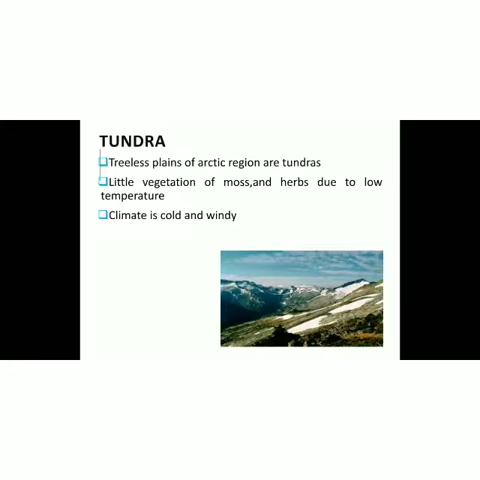 TUNDRA
❑Treeless plains of arctic region are tundras
❑Little vegetation of moss,and herbs due to low
temperature
❑Climate is cold and windy